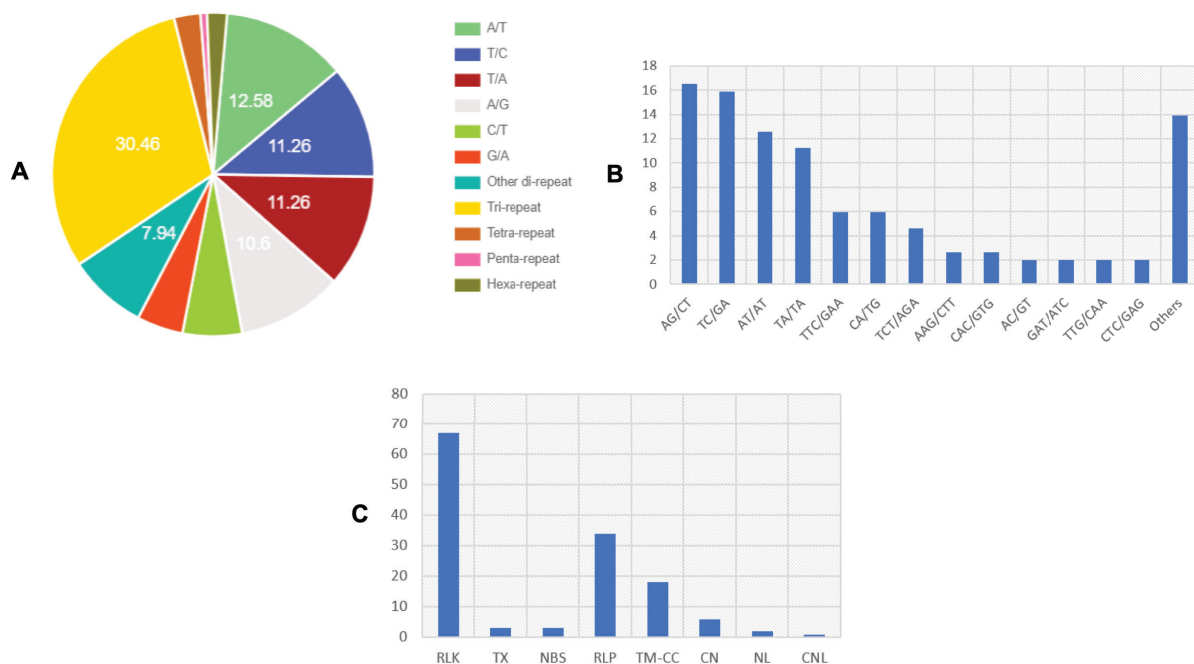 A
12.58
11.26
11.26
10.6
7.94
30.46
A/T
T/C
T/A
A/G
C/T
G/A
Other di-repeat
Tri-repeat
Tetra-repeat
Penta-repeat
Hexa-repeat
B
18
16
14
12
10
8
6
4
2
0
AG/CT
TC/GA
AT/AT
TA/TA
TTC/GAA
CA/TG
TCT/AGA
AAG/CTT
CAC/GTG
AC/GT
GAT/ATC
TTG/CAA
CTC/GAG
Others
C
80
70
60
50
40
30
20
10
0
RLK TX NBS RLP TM-CC CN NL CNL